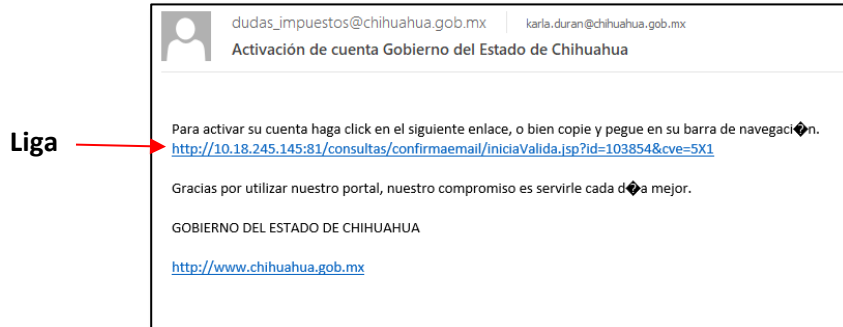 dudas_impuestos@chihuahua.gob.mx karla.duran@chihuahua.gob.mx
Activación de cuenta Gobierno del Estado de Chihuahua
Para activar su cuenta haga click en el siguiente enlace, o bien copie y pegue en su barra de navegaci�n.
Liga
http://10.18.245.145:81/consultas/confirmaemail/iniciaValida.jsp?id=103854&cve=5X1
Gracias por utilizar nuestro portal, nuestro compromiso es servirle cada d�a mejor.
GOBIERNO DEL ESTADO DE CHIHUAHUA
http://www.chihuahua.gob.mx